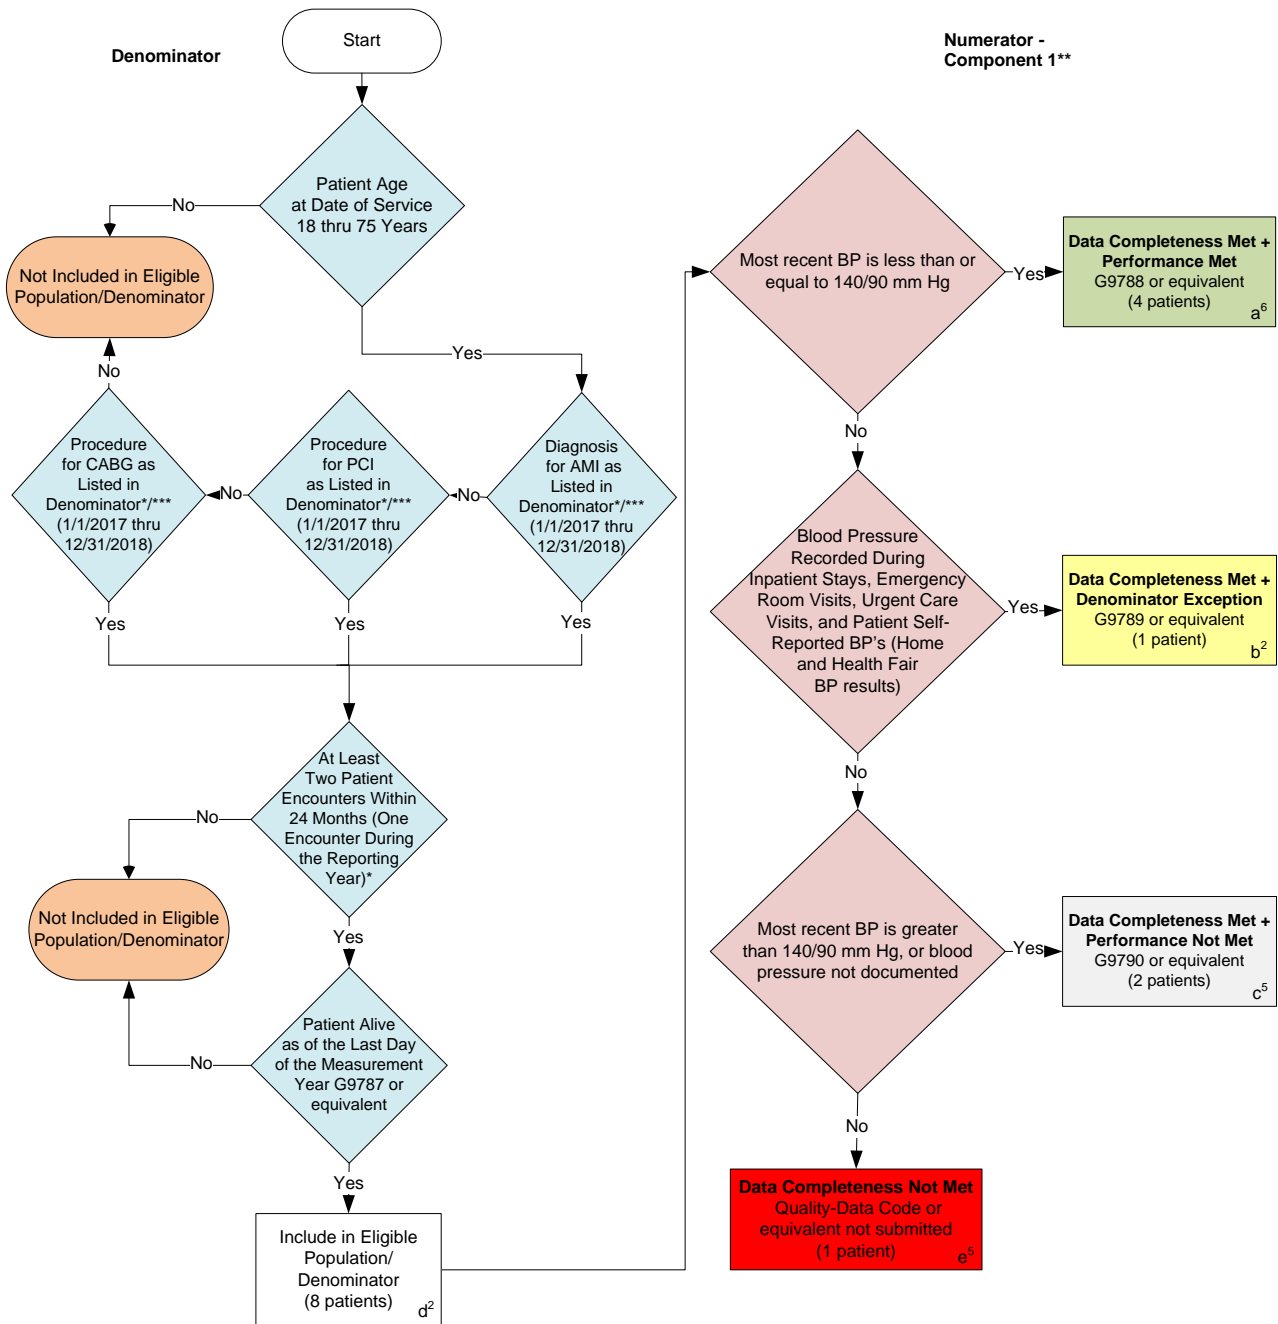 Denominator
Start
Numerator -
Component 1**
Patient Age
at Date of Service
18 thru 75 Years
No
Not Included in Eligible
Population/Denominator
Yes
No
Procedure
for CABG as
Listed in
Denominator*/***
(1/1/2017 thru
12/31/2018)
No
Procedure
for PCI
as Listed in
Denominator*/***
(1/1/2017 thru
12/31/2018)
No
Diagnosis
for AMI as
Listed in
Denominator*/***
(1/1/2017 thru
12/31/2018)
Yes
Yes
Yes
At Least
Two Patient
Encounters Within
24 Months (One
Encounter During
the Reporting
Year)*
No
Not Included in Eligible
Population/Denominator
Yes
Patient Alive
as of the Last Day
of the Measurement
Year G9787 or
equivalent
No
Yes
Include in Eligible
Population/
Denominator
(8 patients)
d²
Most recent BP is less than or
equal to 140/90 mm Hg
Yes
Data Completeness Met +
Performance Met
G9788 or equivalent
(4 patients)
a⁶
No
Blood Pressure
Recorded During
Inpatient Stays, Emergency
Room Visits, Urgent Care
Visits, and Patient Self-
Reported BP's (Home
and Health Fair
BP results)
Yes
Data Completeness Met +
Denominator Exception
G9789 or equivalent
(1 patient)
b²
No
Most recent BP is greater
than 140/90 mm Hg, or blood
pressure not documented
Yes
Data Completeness Met +
Performance Not Met
G9790 or equivalent
(2 patients)
c⁵
No
Data Completeness Not Met
Quality-Data Code or
equivalent not submitted
(1 patient)
e⁵